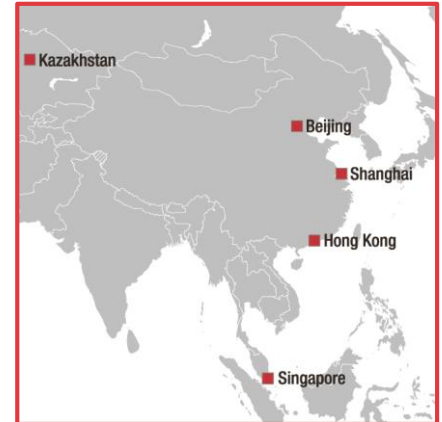 Kazakhstan
Beijing
Shanghai
Hong Kong
Singapore